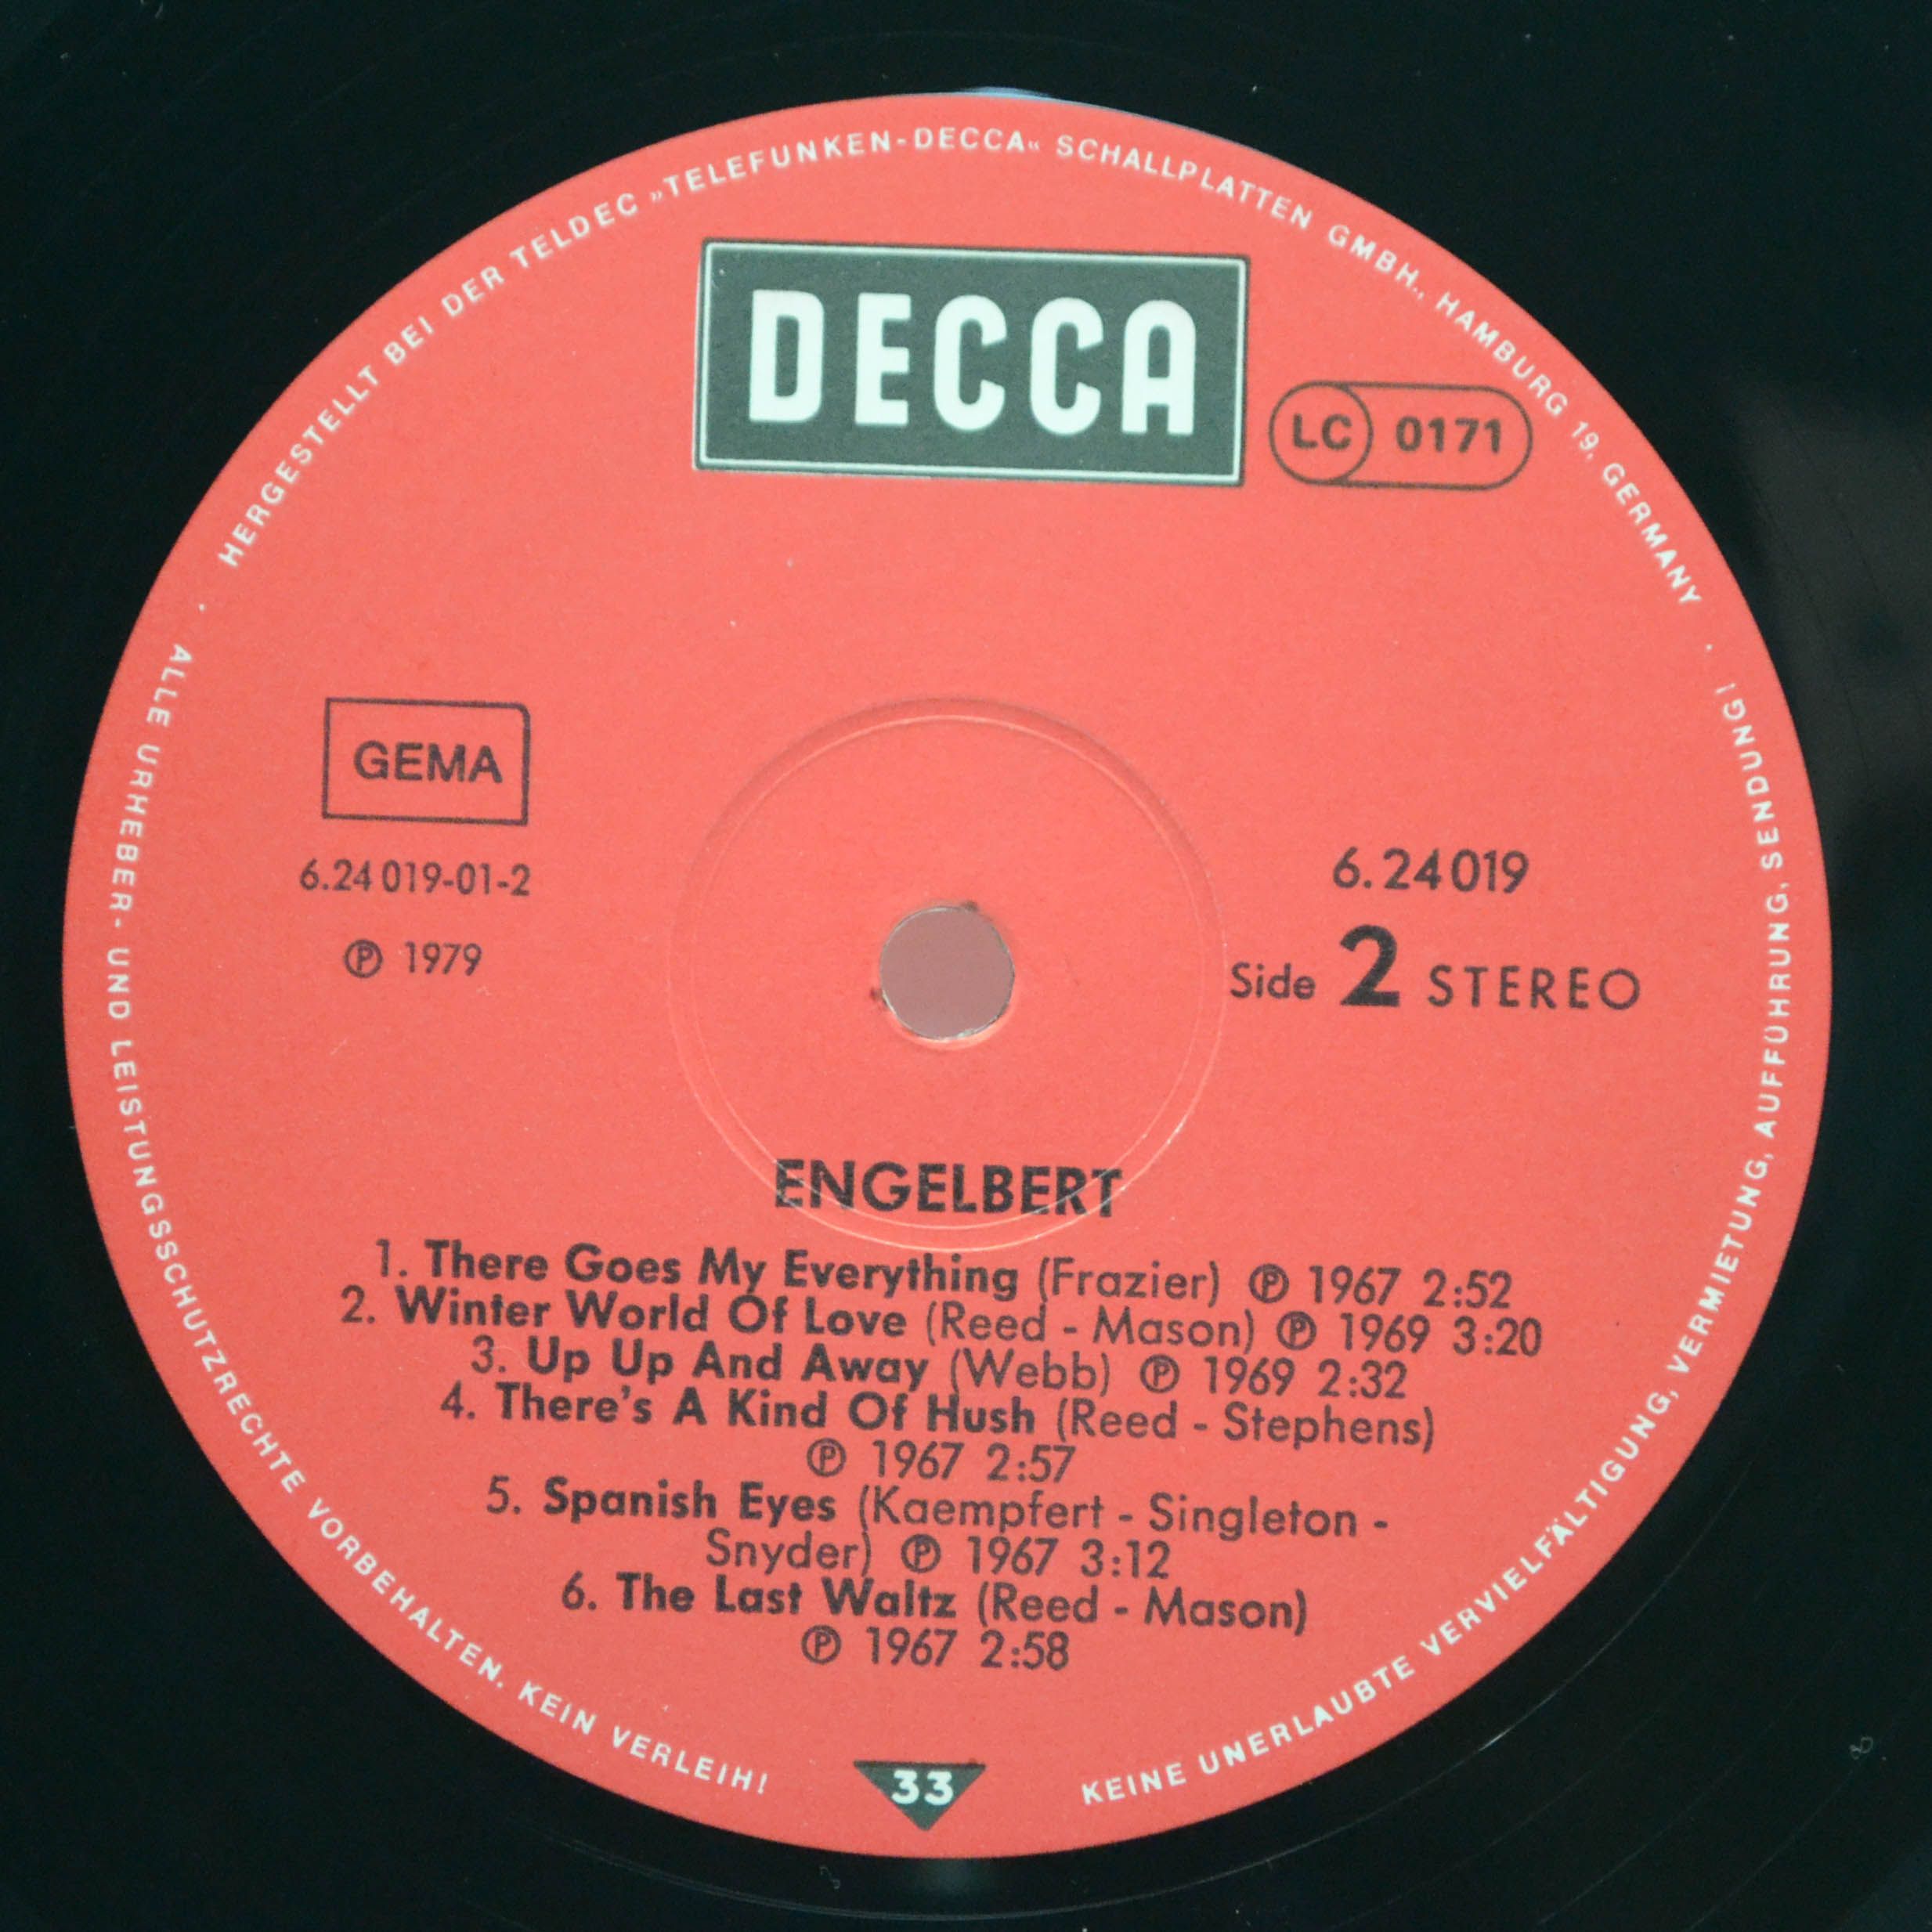 HERGESTELLT BEI DER TELDEC »TELEFUNKEN-DECCA« SCHALLPLATTEN GMBH., HAMBURG 19, GERMANY
DECCA
LC 0171
GEMA
6.24 019-01-2
℗ 1979
6.24 019
Side 2 STEREO
ENGELBERT
1. There Goes My Everything (Frazier) ℗ 1967 2:52
2. Winter World Of Love (Reed - Mason) ℗ 1969 3:20
3. Up Up And Away (Webb) ℗ 1969 2:32
4. There's A Kind Of Hush (Reed - Stephens)
℗ 1967 2:57
5. Spanish Eyes (Kaempfert - Singleton -
Snyder) ℗ 1967 3:12
6. The Last Waltz (Reed - Mason)
℗ 1967 2:58
33
ALLE URHEBER- UND LEISTUNGSSCHUTZRECHTE VORBEHALTEN. KEIN VERLEIH!
KEINE UNERLAUBTE VERVIELFÄLTIGUNG, VERMIETUNG, AUFFÜHRUNG, SENDUNG!